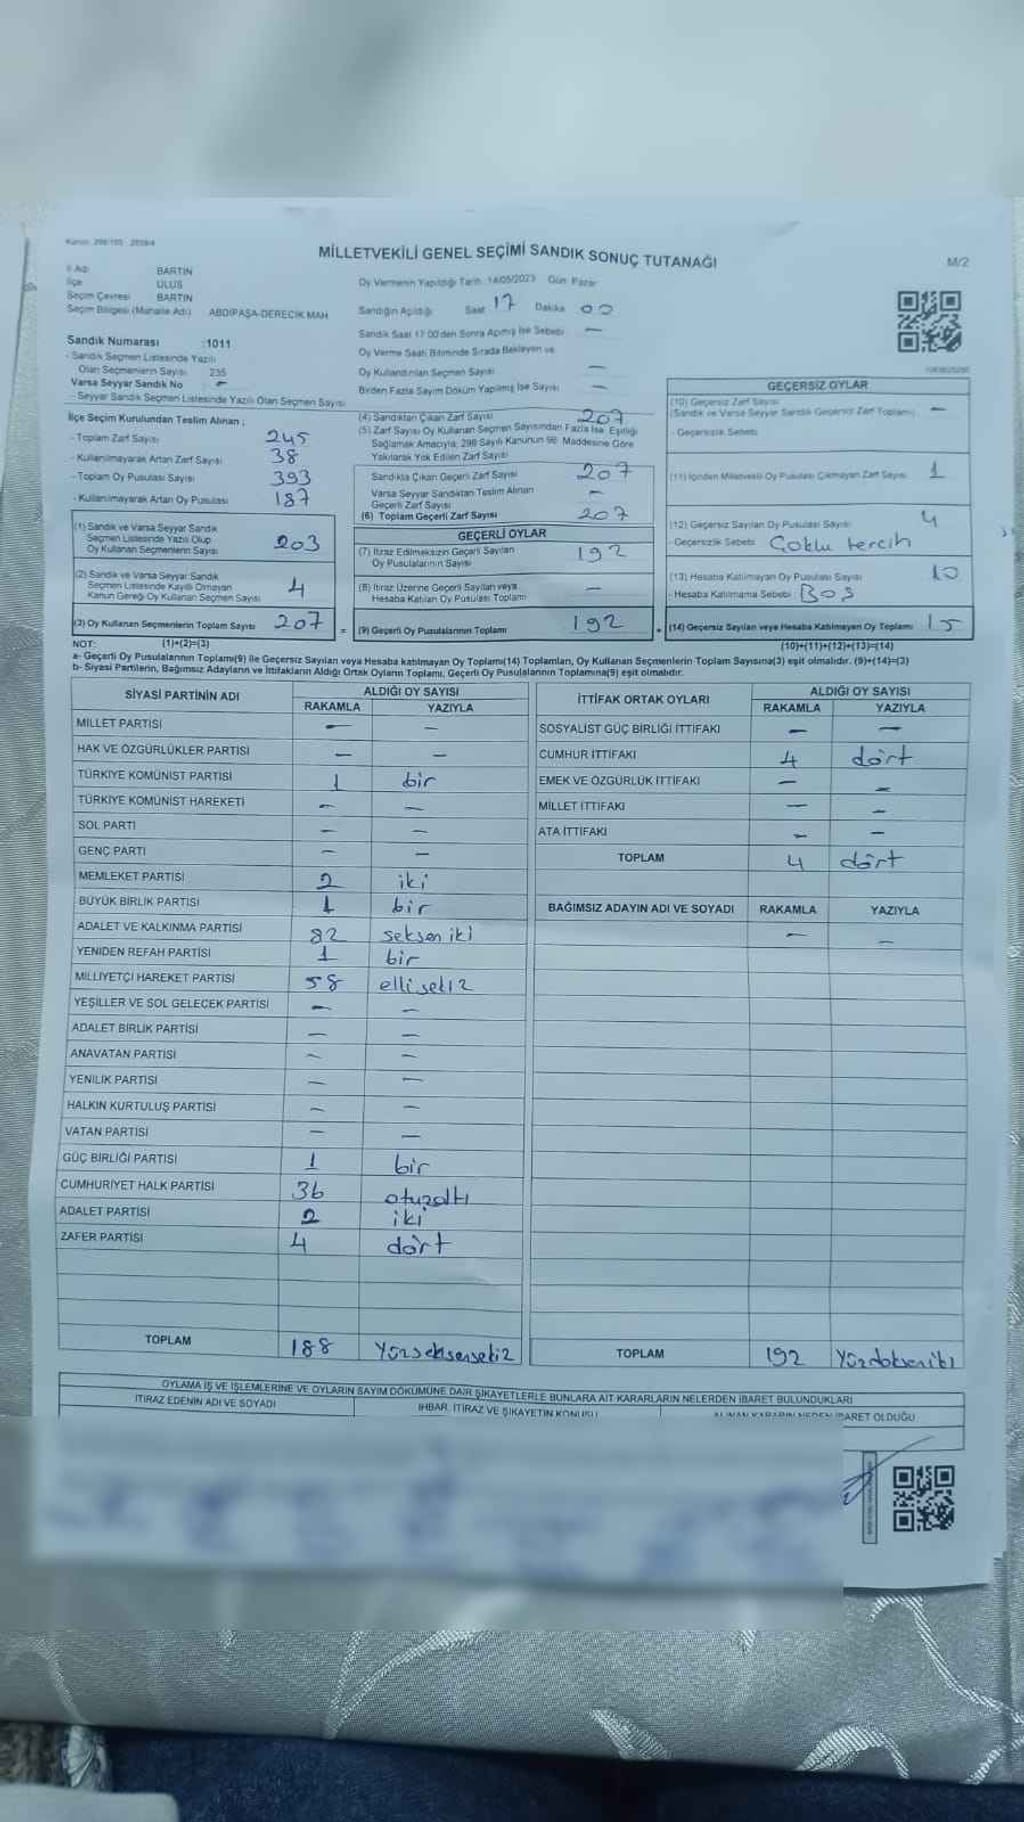 MİLLETVEKİLİ GENEL SEÇİMİ SANDIK SONUÇ TUTANAĞI
M/2
İl Adı BARTIN
İlçe ULUS
Seçim Çevresi BARTIN
Seçim Bölgesi (Mahalle Adı) ABDİPAŞA-DERECİK MAH
Oy Vermenin Yapıldığı Tarih: 14/05/2023 Gün Pazar
Sandığın Açıldığı Saat 17 Dakika 00
Sandık Saat 17:00'den Sonra Açılmış İse Sebebi —
Oy Verme Saati Bitiminde Sırada Bekleyen ve
Oy Kullandırılan Seçmen Sayısı —
Birden Fazla Sayım Döküm Yapılmış İse Sayısı —
Sandık Numarası :1011
- Sandık Seçmen Listesinde Yazılı
Olan Seçmenlerin Sayısı 235
Varsa Seyyar Sandık No —
- Seyyar Sandık Seçmen Listesinde Yazılı Olan Seçmen Sayısı
İlçe Seçim Kurulundan Teslim Alınan ;
- Toplam Zarf Sayısı 245
- Kullanılmayarak Artan Zarf Sayısı 38
- Toplam Oy Pusulası Sayısı 393
- Kullanılmayarak Artan Oy Pusulası 187
(1) Sandık ve Varsa Seyyar Sandık
Seçmen Listesinde Yazılı Olup
Oy Kullanan Seçmenlerin Sayısı 203
(2) Sandık ve Varsa Seyyar Sandık
Seçmen Listesinde Kayıtlı Olmayan
Kanun Gereği Oy Kullanan Seçmen Sayısı 4
(3) Oy Kullanan Seçmenlerin Toplam Sayısı 207
(4) Sandıktan Çıkan Zarf Sayısı 207
(5) Zarf Sayısı Oy Kullanan Seçmen Sayısından Fazla İse, Eşitliği
Sağlamak Amacıyla, 298 Sayılı Kanunun 98. Maddesine Göre
Yakılarak Yok Edilen Zarf Sayısı
Sandıkta Çıkan Geçerli Zarf Sayısı 207
Varsa Seyyar Sandıktan Teslim Alınan
Geçerli Zarf Sayısı —
(6) Toplam Geçerli Zarf Sayısı 207
GEÇERLİ OYLAR
(7) İtiraz Edilmeksizin Geçerli Sayılan
Oy Pusulalarının Sayısı 192
(8) İtiraz Üzerine Geçerli Sayılan veya
Hesaba Katılan Oy Pusulası Toplamı —
= (9) Geçerli Oy Pusulalarının Toplamı 192
GEÇERSİZ OYLAR
(10) Geçersiz Zarf Sayısı
(Sandık ve Varsa Seyyar Sandık Geçersiz Zarf Toplamı) —
- Geçersizlik Sebebi
(11) İçinden Milletvekili Oy Pusulası Çıkmayan Zarf Sayısı 1
(12) Geçersiz Sayılan Oy Pusulası Sayısı 4
- Geçersizlik Sebebi Çoklu tercih
(13) Hesaba Katılmayan Oy Pusulası Sayısı 10
- Hesaba Katılmama Sebebi : BOŞ
+ (14) Geçersiz Sayılan veya Hesaba Katılmayan Oy Toplamı 15
NOT: (1)+(2)=(3)
(10)+(11)+(12)+(13)=(14)
a- Geçerli Oy Pusulalarının Toplamı(9) ile Geçersiz Sayılan veya Hesaba katılmayan Oy Toplamı(14) Toplamları, Oy Kullanan Seçmenlerin Toplam Sayısına(3) eşit olmalıdır. (9)+(14)=(3)
b- Siyasi Partilerin, Bağımsız Adayların ve İttifakların Aldığı Ortak Oyların Toplamı, Geçerli Oy Pusulalarının Toplamına(9) eşit olmalıdır.
SİYASİ PARTİNİN ADI ALDIĞI OY SAYISI
RAKAMLA YAZIYLA
MİLLET PARTİSİ — —
HAK VE ÖZGÜRLÜKLER PARTİSİ — —
TÜRKİYE KOMÜNİST PARTİSİ 1 bir
TÜRKİYE KOMÜNİST HAREKETİ — —
SOL PARTİ — —
GENÇ PARTİ — —
MEMLEKET PARTİSİ 2 iki
BÜYÜK BİRLİK PARTİSİ 1 bir
ADALET VE KALKINMA PARTİSİ 82 seksen iki
YENİDEN REFAH PARTİSİ 1 bir
MİLLİYETÇİ HAREKET PARTİSİ 58 elli sekiz
YEŞİLLER VE SOL GELECEK PARTİSİ — —
ADALET BİRLİK PARTİSİ — —
ANAVATAN PARTİSİ — —
YENİLİK PARTİSİ — —
HALKIN KURTULUŞ PARTİSİ — —
VATAN PARTİSİ — —
GÜÇ BİRLİĞİ PARTİSİ 1 bir
CUMHURİYET HALK PARTİSİ 36 otuzaltı
ADALET PARTİSİ 2 iki
ZAFER PARTİSİ 4 dört
TOPLAM 188 Yüzseksensekiz
İTTİFAK ORTAK OYLARI ALDIĞI OY SAYISI
RAKAMLA YAZIYLA
SOSYALİST GÜÇ BİRLİĞİ İTTİFAKI — —
CUMHUR İTTİFAKI 4 dört
EMEK VE ÖZGÜRLÜK İTTİFAKI — —
MİLLET İTTİFAKI — —
ATA İTTİFAKI — —
TOPLAM 4 dört
BAĞIMSIZ ADAYIN ADI VE SOYADI RAKAMLA YAZIYLA
— —
TOPLAM 192
OYLAMA İŞ VE İŞLEMLERİNE VE OYLARIN SAYIM DÖKÜMÜNE DAİR ŞİKAYETLERLE BUNLARA AİT KARARLARIN NELERDEN İBARET BULUNDUKLARI
İTİRAZ EDENİN ADI VE SOYADI
İHBAR, İTİRAZ VE ŞİKAYETİN KONUSU
ALINAN KARARIN NEDEN İBARET OLDUĞU